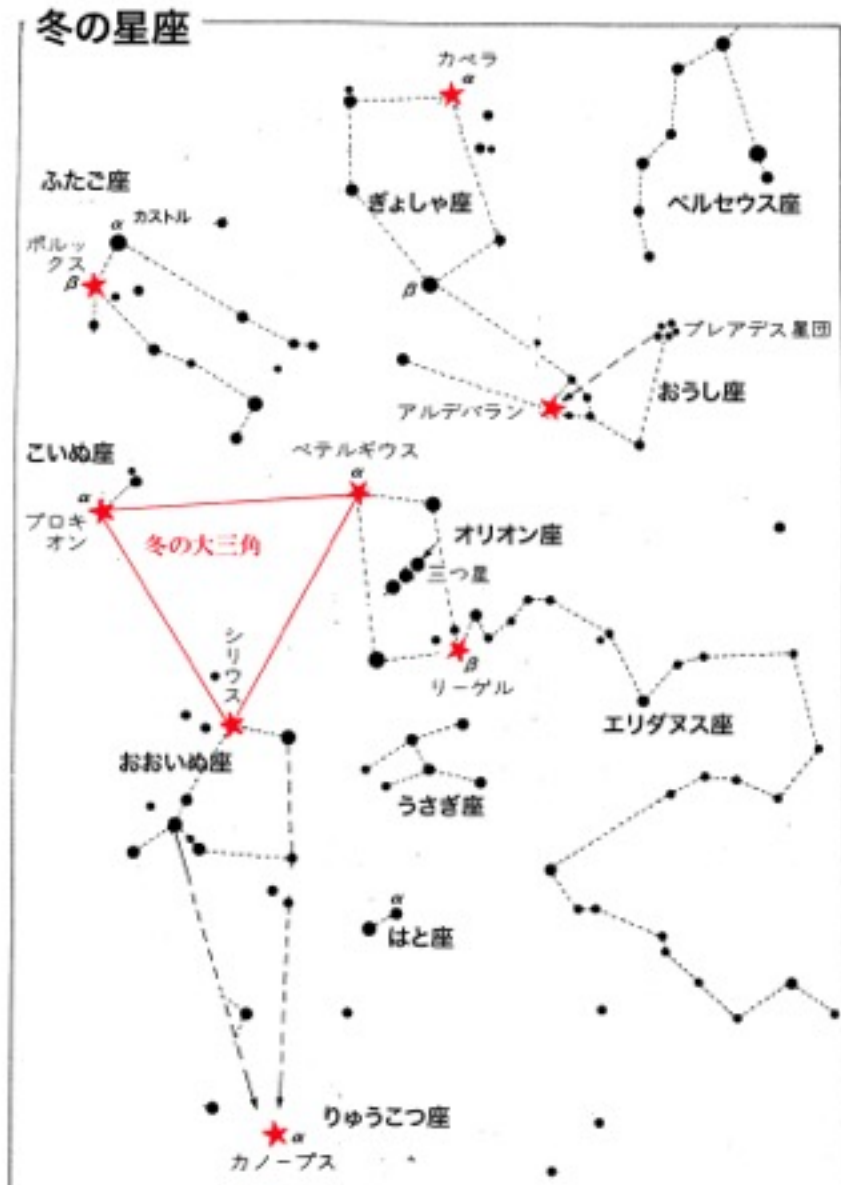 冬の星座
カペラ
α
ふたご座
α カストル
ポルッ
クス
β
ぎょしゃ座
β
ペルセウス座
プレアデス星団
おうし座
アルデバラン
こいぬ座
α
プロキ
オン
ベテルギウス
α
冬の大三角
オリオン座
三つ星
シリウス
β
リーゲル
エリダヌス座
おおいぬ座
うさぎ座
α
はと座
りゅうこつ座
α
カノープス